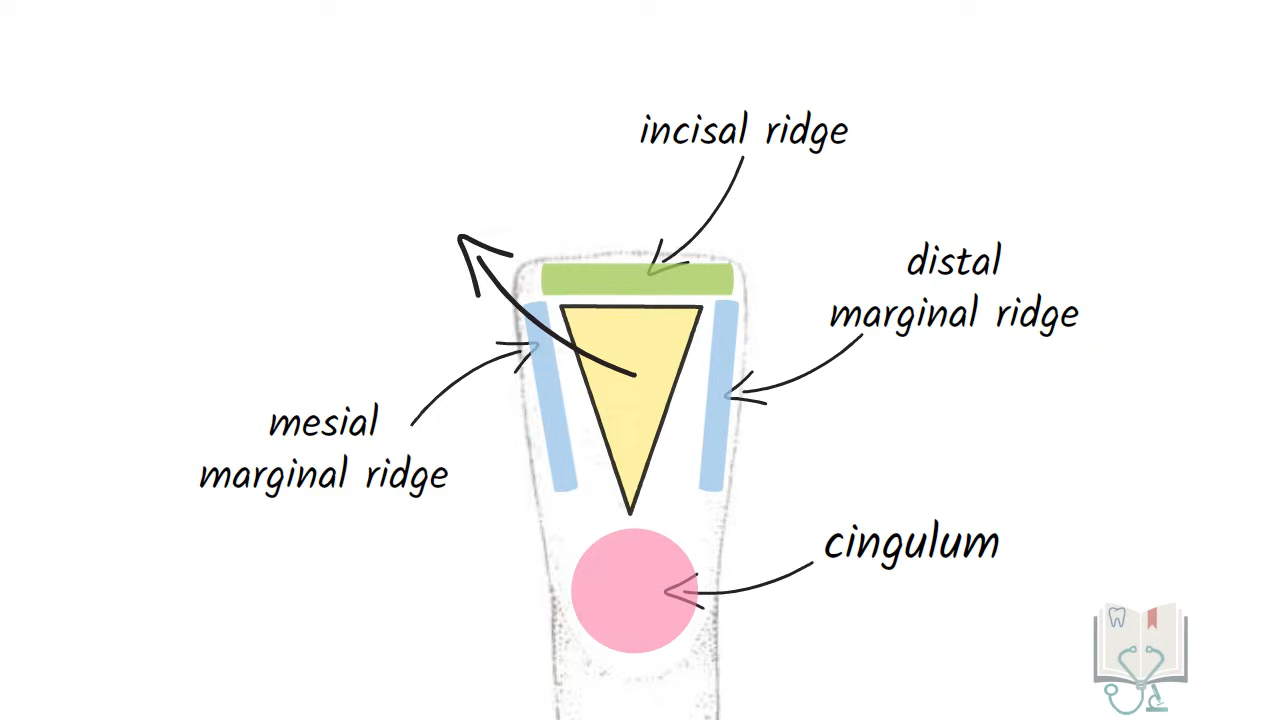 incisal ridge
distal
marginal ridge
mesial
marginal ridge
cingulum